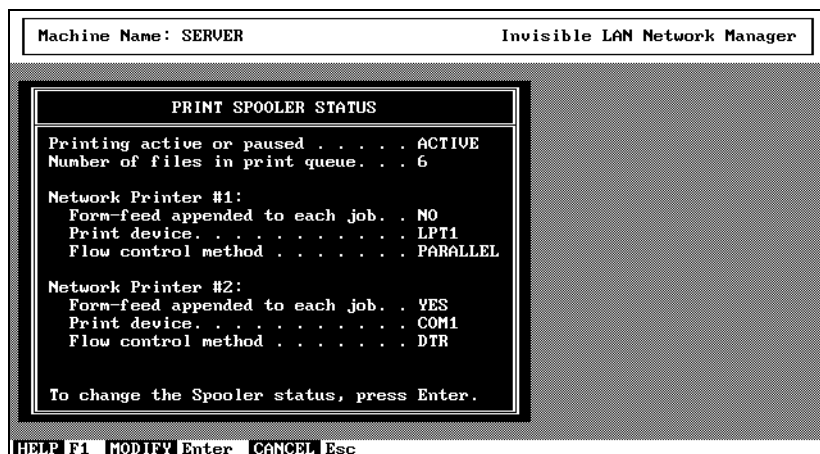 Machine Name: SERVER Invisible LAN Network Manager
PRINT SPOOLER STATUS
Printing active or paused . . . . . ACTIVE
Number of files in print queue. . . 6
Network Printer #1:
Form-feed appended to each job. . NO
Print device. . . . . . . . . . . LPT1
Flow control method . . . . . . . PARALLEL
Network Printer #2:
Form-feed appended to each job. . YES
Print device. . . . . . . . . . . COM1
Flow control method . . . . . . . DTR
To change the Spooler status, press Enter.
HELP F1 MODIFY Enter CANCEL Esc